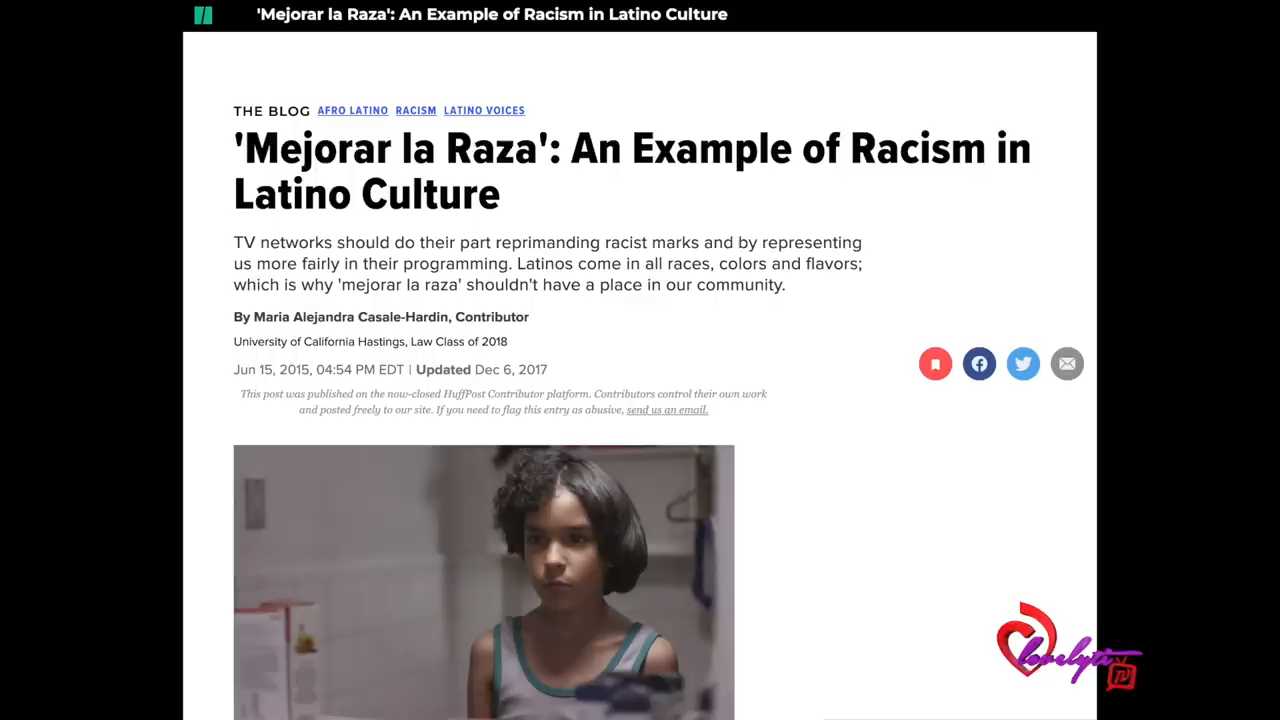 'Mejorar la Raza': An Example of Racism in Latino Culture
THE BLOG AFRO LATINO RACISM LATINO VOICES
'Mejorar la Raza': An Example of Racism in
Latino Culture
TV networks should do their part reprimanding racist marks and by representing
us more fairly in their programming. Latinos come in all races, colors and flavors;
which is why 'mejorar la raza' shouldn't have a place in our community.
By Maria Alejandra Casale-Hardin, Contributor
University of California Hastings, Law Class of 2018
Jun 15, 2015, 04:54 PM EDT | Updated Dec 6, 2017
This post was published on the now-closed HuffPost Contributor platform. Contributors control their own work
and posted freely to our site. If you need to flag this entry as abusive, send us an email.
lovelyti
TV